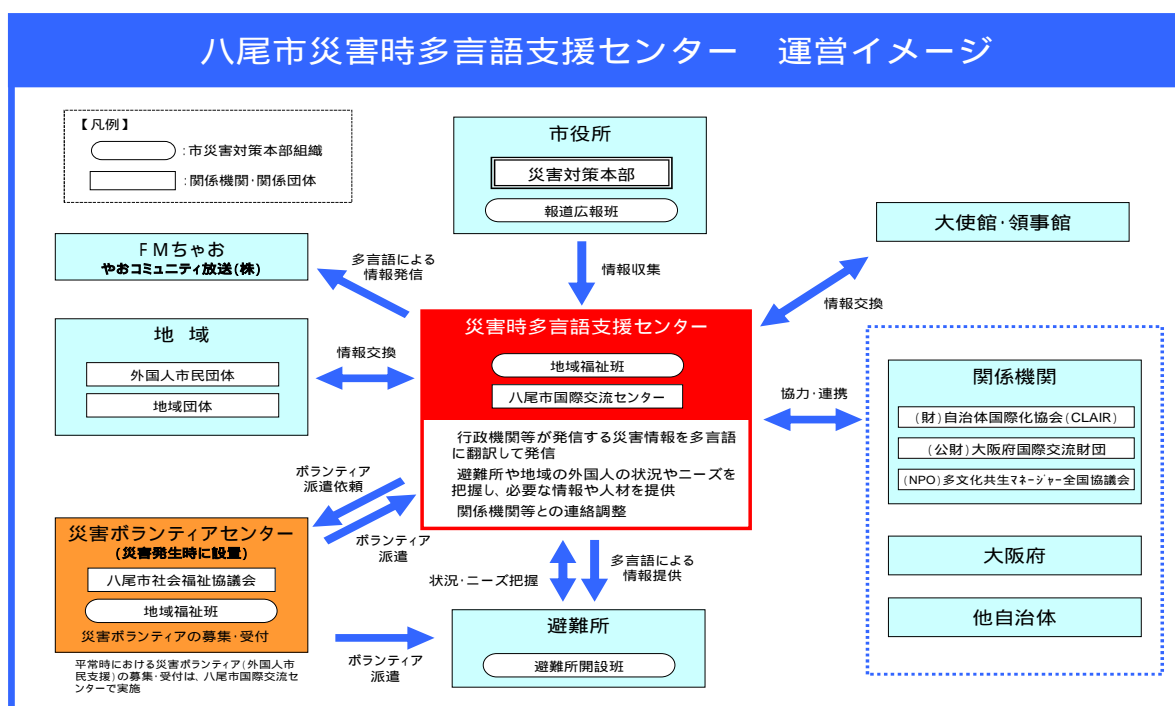 八尾市災害時多言語支援センター　運営イメージ
【凡例】
:市災害対策本部組織
:関係機関・関係団体
市役所
災害対策本部
報道広報班
大使館・領事館
ＦＭちゃお
やおコミュニティ放送(株)
多言語による
情報発信
情報収集
情報交換
地　域
外国人市民団体
地域団体
情報交換
災害時多言語支援センター
地域福祉班
八尾市国際交流センター
行政機関等が発信する災害情報を多言語
に翻訳して発信
避難所や地域の外国人の状況やニーズを
把握し、必要な情報や人材を提供
関係機関等との連絡調整
協力・連携
関係機関
(財)自治体国際化協会(CLAIR)
(公財)大阪府国際交流財団
(NPO)多文化共生ﾏﾈｰｼﾞｬｰ全国協議会
大阪府
他自治体
ボランティア
派遣依頼
ボランティア
派遣
災害ボランティアセンター
(災害発生時に設置)
八尾市社会福祉協議会
地域福祉班
災害ボランティアの募集・受付
平常時における災害ボランティア(外国人市
民支援)の募集・受付は、八尾市国際交流セ
ンターで実施
状況・ニーズ把握
多言語による
情報提供
ボランティア
派遣
避難所
避難所開設班